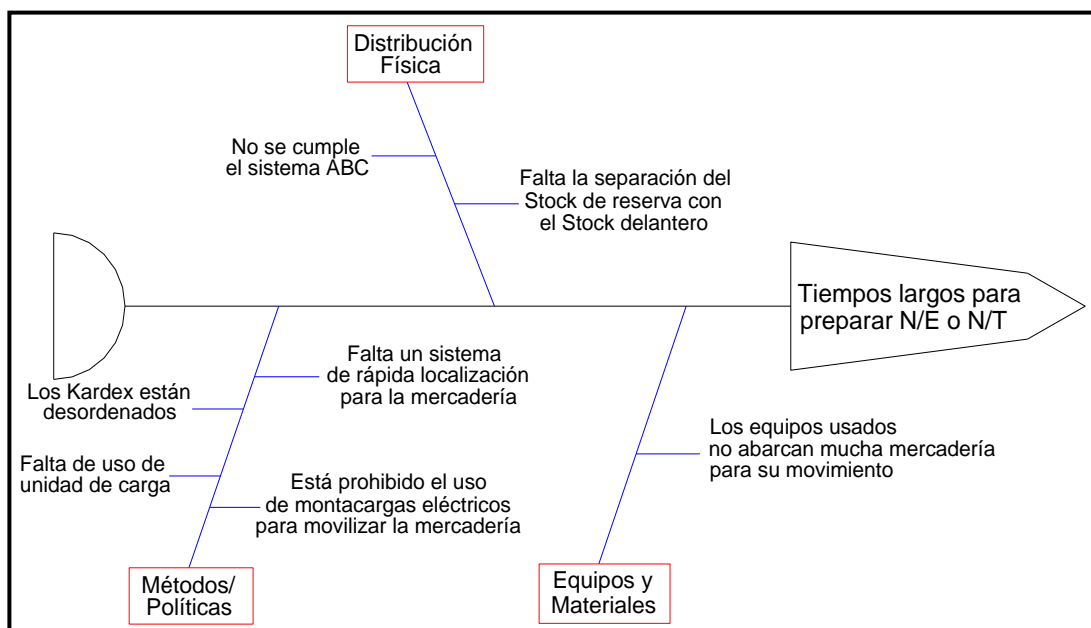 Distribución
Física
No se cumple
el sistema ABC
Falta la separación del
Stock de reserva con
el Stock delantero
Tiempos largos para
preparar N/E o N/T
Falta un sistema
de rápida localización
para la mercadería
Los Kardex están
desordenados
Los equipos usados
no abarcan mucha mercadería
para su movimiento
Falta de uso de
unidad de carga
Está prohibido el uso
de montacargas eléctricos
para movilizar la mercadería
Métodos/
Políticas
Equipos y
Materiales